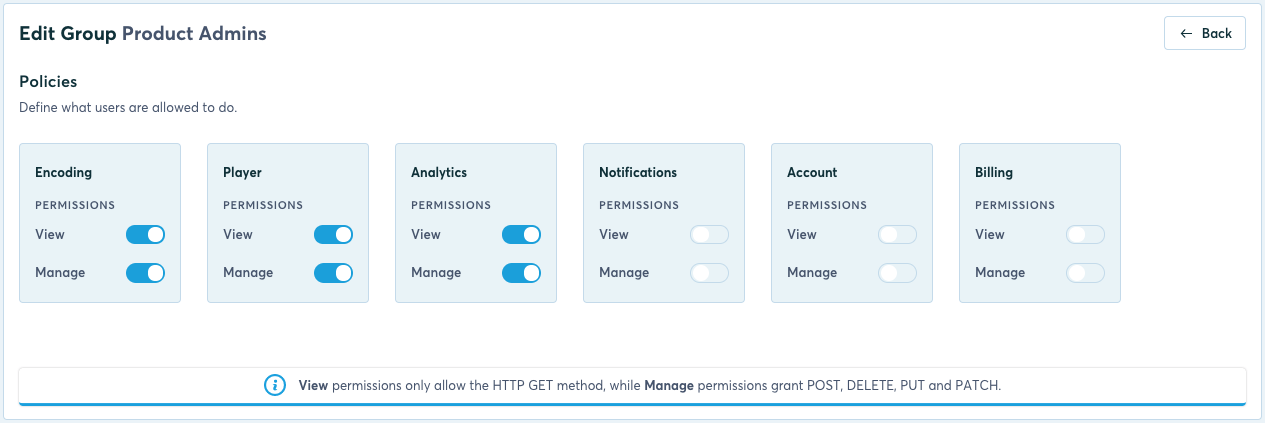 Edit Group Product Admins
Back
Policies
Define what users are allowed to do.
Encoding
PERMISSIONS
View
Manage
Player
PERMISSIONS
View
Manage
Analytics
PERMISSIONS
View
Manage
Notifications
PERMISSIONS
View
Manage
Account
PERMISSIONS
View
Manage
Billing
PERMISSIONS
View
Manage
View permissions only allow the HTTP GET method, while Manage permissions grant POST, DELETE, PUT and PATCH.